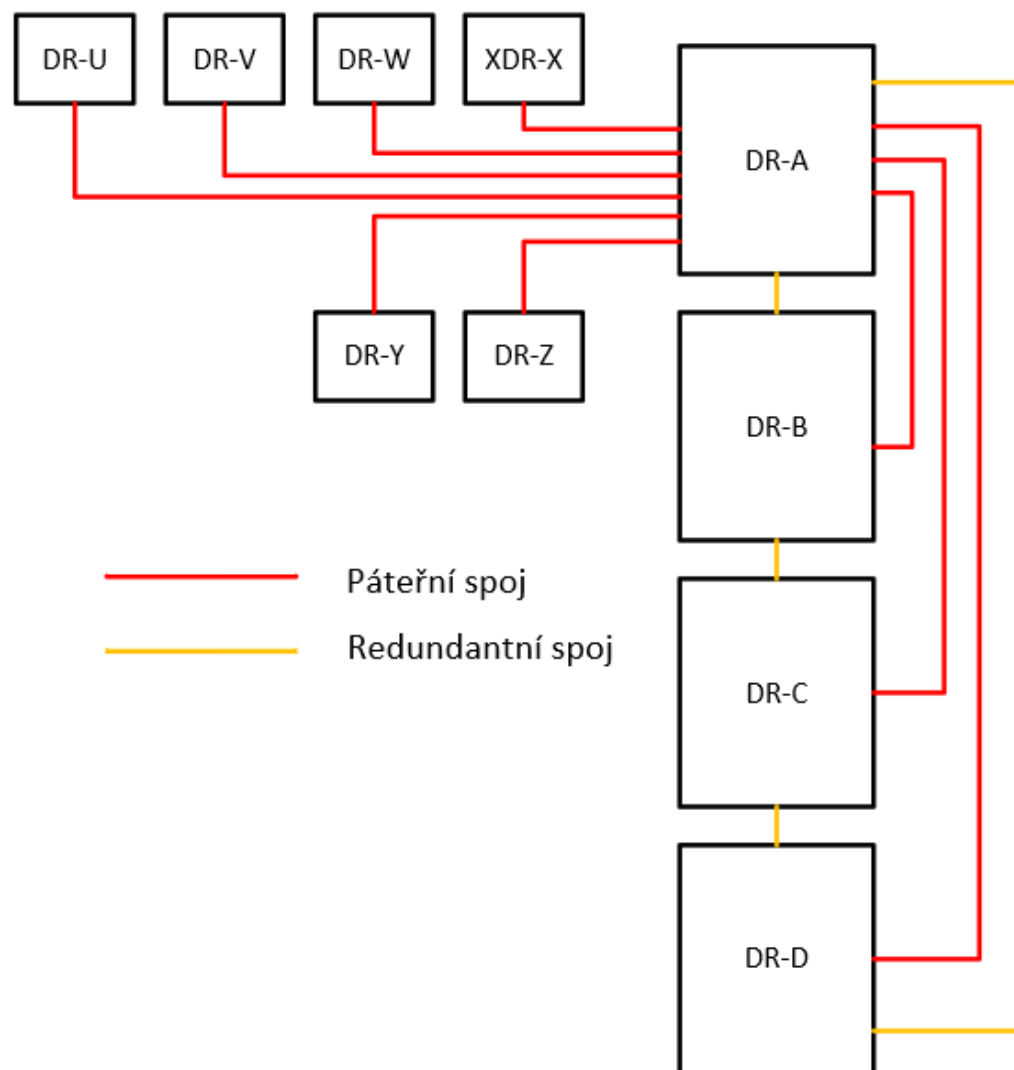 DR-U
DR-V
DR-W
XDR-X
DR-A
DR-Y
DR-Z
DR-B
Páteřní spoj
Redundantní spoj
DR-C
DR-D